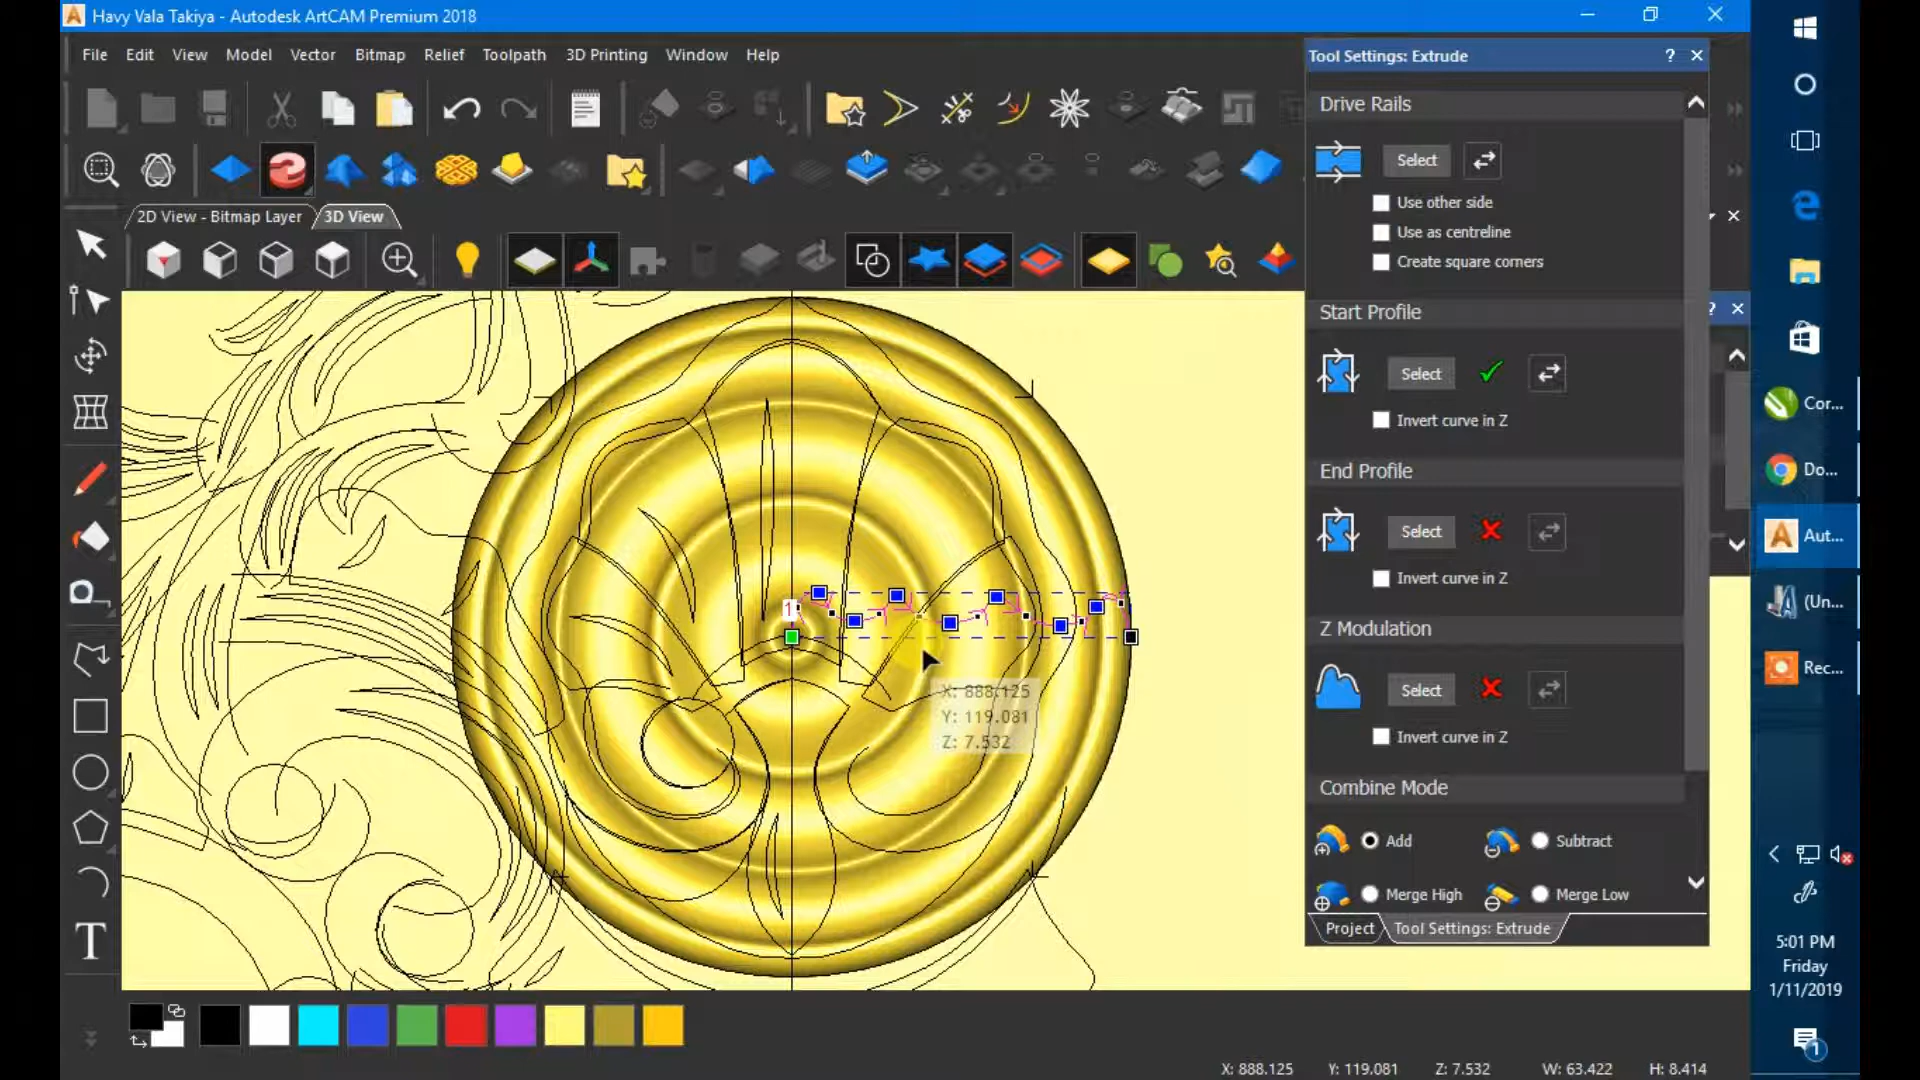 Havy Vala Takiya - Autodesk ArtCAM Premium 2018
File Edit View Model Vector Bitmap Relief Toolpath 3D Printing Window Help
2D View - Bitmap Layer 3D View
Tool Settings: Extrude
Drive Rails
Select
Use other side
Use as centreline
Create square corners
Start Profile
Select
Invert curve in Z
End Profile
Select
Invert curve in Z
Z Modulation
Select
Invert curve in Z
Combine Mode
Add Subtract
Merge High Merge Low
Project Tool Settings: Extrude
1
X: 888.125
Y: 119.081
Z: 7.532
T
X: 888.125 Y: 119.081 Z: 7.532 W: 63.422 H: 8.414
Cor...
Do...
Aut...
(Un...
Rec...
5:01 PM
Friday
1/11/2019
1